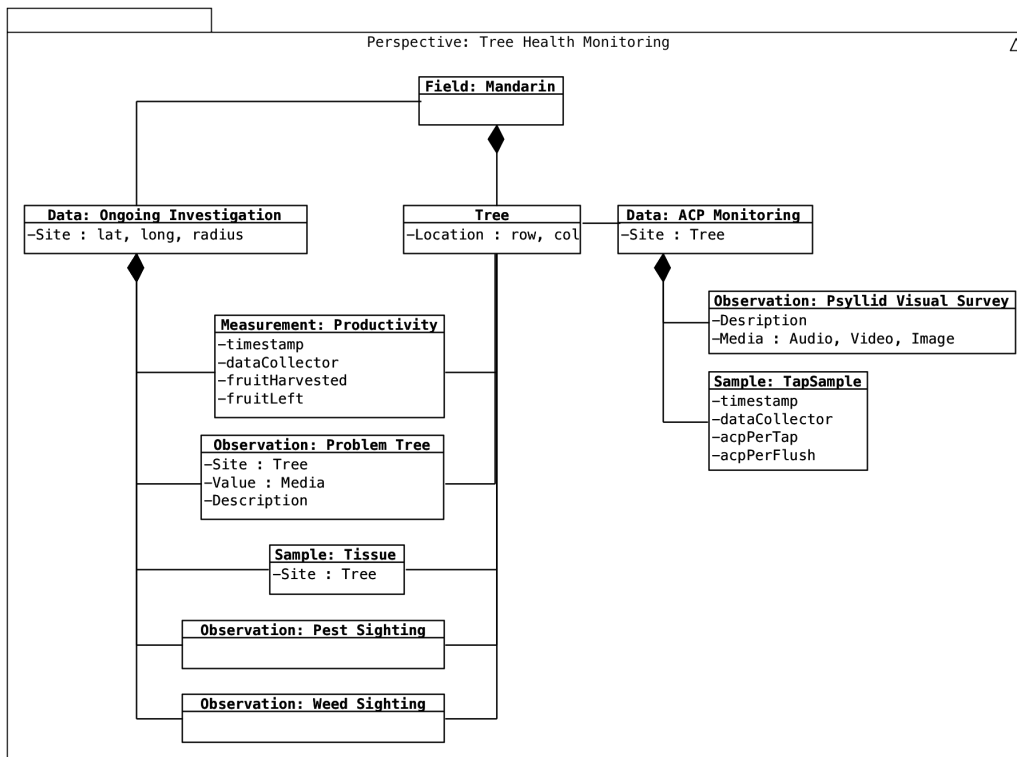 Perspective: Tree Health Monitoring
Field: Mandarin
Data: Ongoing Investigation
-Site : lat, long, radius
Tree
-Location : row, col
Data: ACP Monitoring
-Site : Tree
Observation: Psyllid Visual Survey
-Desription
-Media : Audio, Video, Image
Measurement: Productivity
-timestamp
-dataCollector
-fruitHarvested
-fruitLeft
Sample: TapSample
-timestamp
-dataCollector
-acpPerTap
-acpPerFlush
Observation: Problem Tree
-Site : Tree
-Value : Media
-Description
Sample: Tissue
-Site : Tree
Observation: Pest Sighting
Observation: Weed Sighting